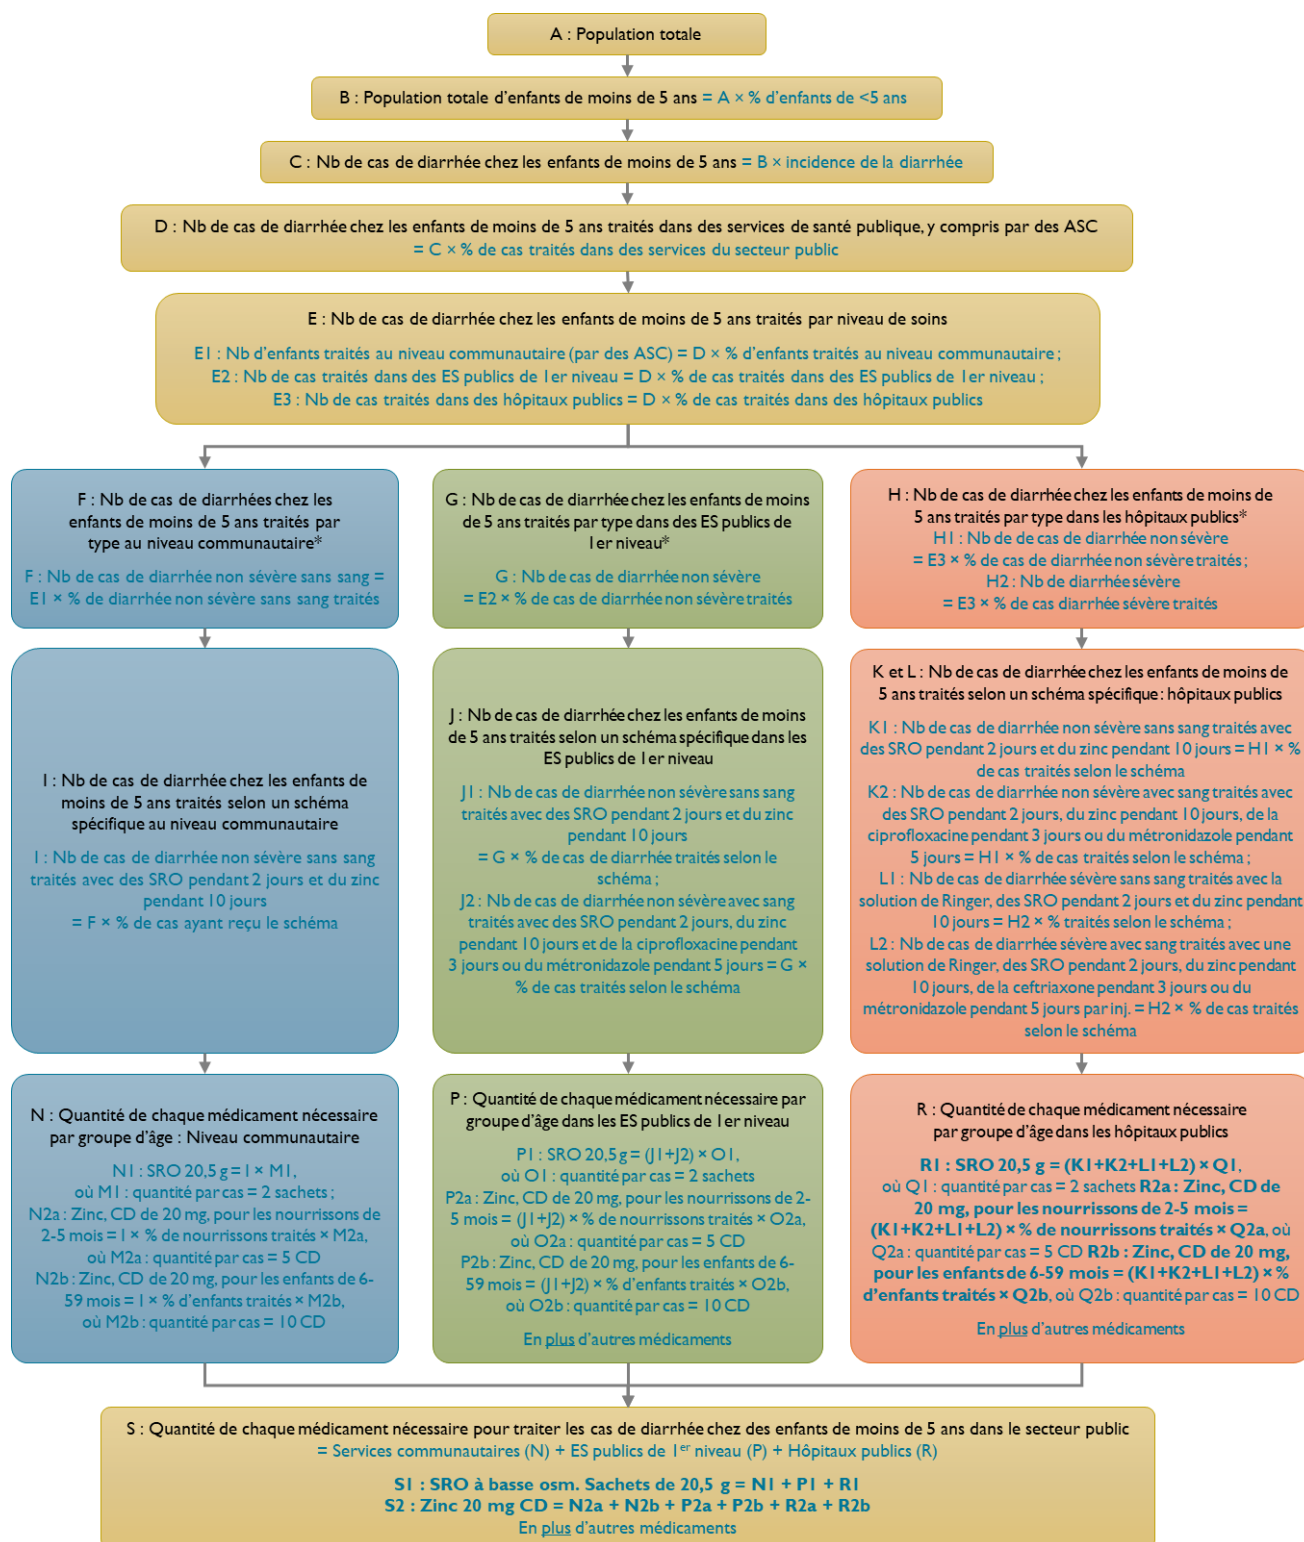 A : Population totale
B : Population totale d’enfants de moins de 5 ans = A × % d’enfants de <5 ans
C : Nb de cas de diarrhée chez les enfants de moins de 5 ans = B × incidence de la diarrhée
D : Nb de cas de diarrhée chez les enfants de moins de 5 ans traités dans des services de santé publique, y compris par des ASC
= C × % de cas traités dans des services du secteur public
E : Nb de cas de diarrhée chez les enfants de moins de 5 ans traités par niveau de soins
E1 : Nb d’enfants traités au niveau communautaire (par des ASC) = D × % d’enfants traités au niveau communautaire ;
E2 : Nb de cas traités dans des ES publics de 1er niveau = D × % de cas traités dans des ES publics de 1er niveau ;
E3 : Nb de cas traités dans des hôpitaux publics = D × % de cas traités dans des hôpitaux publics
F : Nb de cas de diarrhées chez les
enfants de moins de 5 ans traités par
type au niveau communautaire*
F : Nb de cas de diarrhée non sévère sans sang =
E1 × % de diarrhée non sévère sans sang traités
G : Nb de cas de diarrhée chez les enfants de moins
de 5 ans traités par type dans des ES publics de
1er niveau*
G : Nb de cas de diarrhée non sévère
= E2 × % de cas de diarrhée non sévère traités
H : Nb de cas de diarrhée chez les enfants de moins de
5 ans traités par type dans les hôpitaux publics*
H1 : Nb de de cas de diarrhée non sévère
= E3 × % de cas de diarrhée non sévère traités ;
H2 : Nb de diarrhée sévère
= E3 × % de cas diarrhée sévère traités
I : Nb de cas de diarrhée chez les enfants de
moins de 5 ans traités selon un schéma
spécifique au niveau communautaire
I : Nb de cas de diarrhée non sévère sans sang
traités avec des SRO pendant 2 jours et du zinc
pendant 10 jours
= F × % de cas ayant reçu le schéma
J : Nb de cas de diarrhée chez les enfants de moins
de 5 ans traités selon un schéma spécifique dans les
ES publics de 1er niveau
J1 : Nb de cas de diarrhée non sévère sans sang
traités avec des SRO pendant 2 jours et du zinc
pendant 10 jours
= G × % de cas de diarrhée traités selon le
schéma ;
J2 : Nb de cas de diarrhée non sévère avec sang
traités avec des SRO pendant 2 jours, du zinc
pendant 10 jours et de la ciprofloxacine pendant
3 jours ou du métronidazole pendant 5 jours = G ×
% de cas traités selon le schéma
K et L : Nb de cas de diarrhée chez les enfants de moins de
5 ans traités selon un schéma spécifique : hôpitaux publics
K1 : Nb de cas de diarrhée non sévère sans sang traités avec
des SRO pendant 2 jours et du zinc pendant 10 jours = H1 × %
de cas traités selon le schéma
K2 : Nb de cas de diarrhée non sévère avec sang traités avec
des SRO pendant 2 jours, du zinc pendant 10 jours, de la
ciprofloxacine pendant 3 jours ou du métronidazole pendant
5 jours = H1 × % de cas traités selon le schéma ;
L1 : Nb de cas de diarrhée sévère sans sang traités avec la
solution de Ringer, des SRO pendant 2 jours et du zinc pendant
10 jours = H2 × % traités selon le schéma ;
L2 : Nb de cas de diarrhée sévère avec sang traités avec une
solution de Ringer, des SRO pendant 2 jours, du zinc pendant
10 jours, de la ceftriaxone pendant 3 jours ou du
métronidazole pendant 5 jours par inj. = H2 × % de cas traités
selon le schéma
N : Quantité de chaque médicament nécessaire
par groupe d’âge : Niveau communautaire
N1 : SRO 20,5 g = I × M1,
où M1 : quantité par cas = 2 sachets ;
N2a : Zinc, CD de 20 mg, pour les nourrissons de
2-5 mois = I × % de nourrissons traités × M2a,
où M2a : quantité par cas = 5 CD
N2b : Zinc, CD de 20 mg, pour les enfants de 6-
59 mois = I × % d’enfants traités × M2b,
où M2b : quantité par cas = 10 CD
P : Quantité de chaque médicament nécessaire par
groupe d’âge dans les ES publics de 1er niveau
P1 : SRO 20,5 g = (J1+J2) × O1,
où O1 : quantité par cas = 2 sachets
P2a : Zinc, CD de 20 mg, pour les nourrissons de 2-
5 mois = (J1+J2) × % de nourrissons traités × O2a,
où O2a : quantité par cas = 5 CD
P2b : Zinc, CD de 20 mg, pour les enfants de 6-
59 mois = (J1+J2) × % d’enfants traités × O2b,
où O2b : quantité par cas = 10 CD
En plus d’autres médicaments
R : Quantité de chaque médicament nécessaire
par groupe d’âge dans les hôpitaux publics
R1 : SRO 20,5 g = (K1+K2+L1+L2) × Q1,
où Q1 : quantité par cas = 2 sachets R2a : Zinc, CD de
20 mg, pour les nourrissons de 2-5 mois =
(K1+K2+L1+L2) × % de nourrissons traités × Q2a, où
Q2a : quantité par cas = 5 CD R2b : Zinc, CD de 20 mg,
pour les enfants de 6-59 mois = (K1+K2+L1+L2) × %
d’enfants traités × Q2b, où Q2b : quantité par cas = 10 CD
En plus d’autres médicaments
S : Quantité de chaque médicament nécessaire pour traiter les cas de diarrhée chez des enfants de moins de 5 ans dans le secteur public
= Services communautaires (N) + ES publics de 1er niveau (P) + Hôpitaux publics (R)
S1 : SRO à basse osm. Sachets de 20,5 g = N1 + P1 + R1
S2 : Zinc 20 mg CD = N2a + N2b + P2a + P2b + R2a + R2b
En plus d’autres médicaments